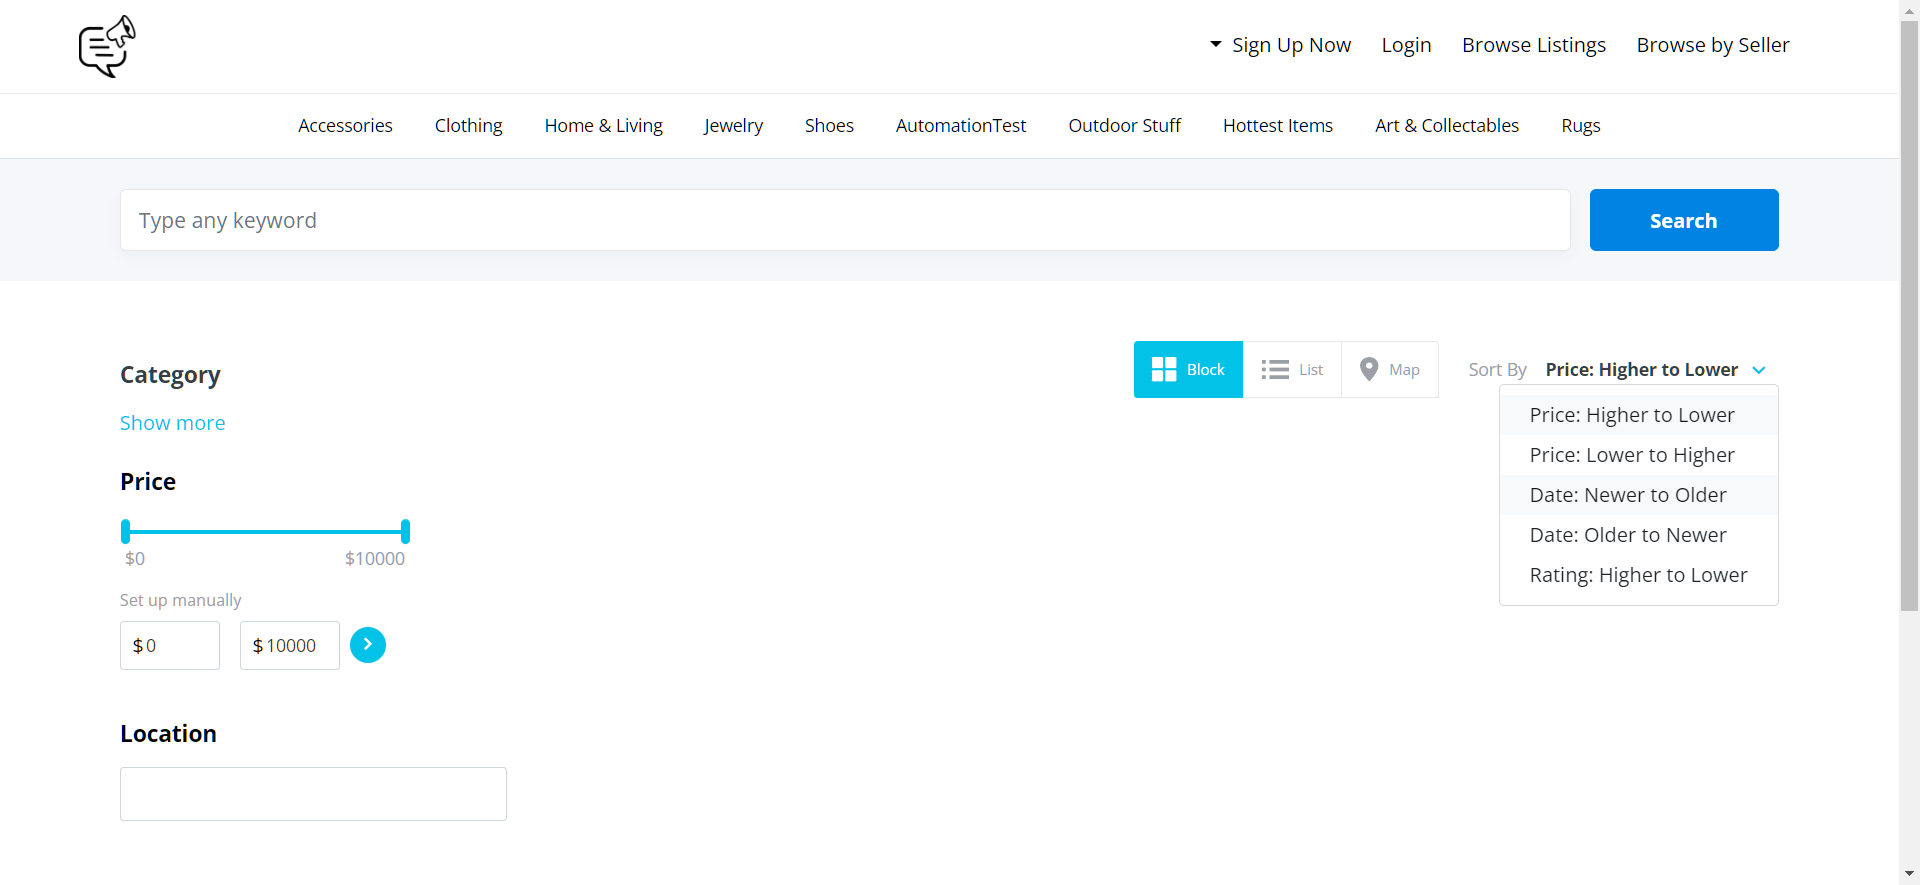 Sign Up Now Login Browse Listings Browse by Seller
Accessories Clothing Home & Living Jewelry Shoes AutomationTest Outdoor Stuff Hottest Items Art & Collectables Rugs
Type any keyword Search
Block List Map Sort By Price: Higher to Lower
Category
Show more
Price
$0 $10000
Set up manually
$ 0 $ 10000
Location
Price: Higher to Lower
Price: Lower to Higher
Date: Newer to Older
Date: Older to Newer
Rating: Higher to Lower